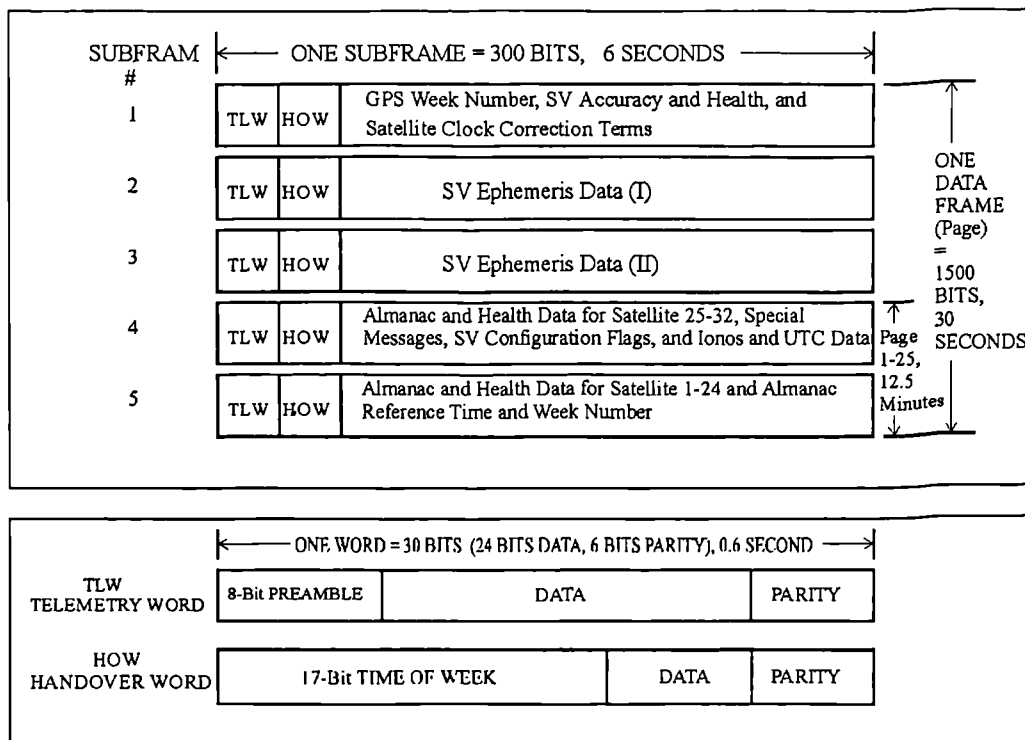 SUBFRAM
#
ONE SUBFRAME = 300 BITS, 6 SECONDS
1
TLW
HOW
GPS Week Number, SV Accuracy and Health, and
Satellite Clock Correction Terms
2
TLW
HOW
SV Ephemeris Data (I)
3
TLW
HOW
SV Ephemeris Data (II)
4
TLW
HOW
Almanac and Health Data for Satellite 25-32, Special
Messages, SV Configuration Flags, and Ionos and UTC Data
5
TLW
HOW
Almanac and Health Data for Satellite 1-24 and Almanac
Reference Time and Week Number
Page
1-25,
12.5
Minutes
ONE
DATA
FRAME
(Page)
=
1500
BITS,
30
SECONDS
ONE WORD = 30 BITS (24 BITS DATA, 6 BITS PARITY), 0.6 SECOND
TLW
TELEMETRY WORD
8-Bit PREAMBLE
DATA
PARITY
HOW
HANDOVER WORD
17-Bit TIME OF WEEK
DATA
PARITY